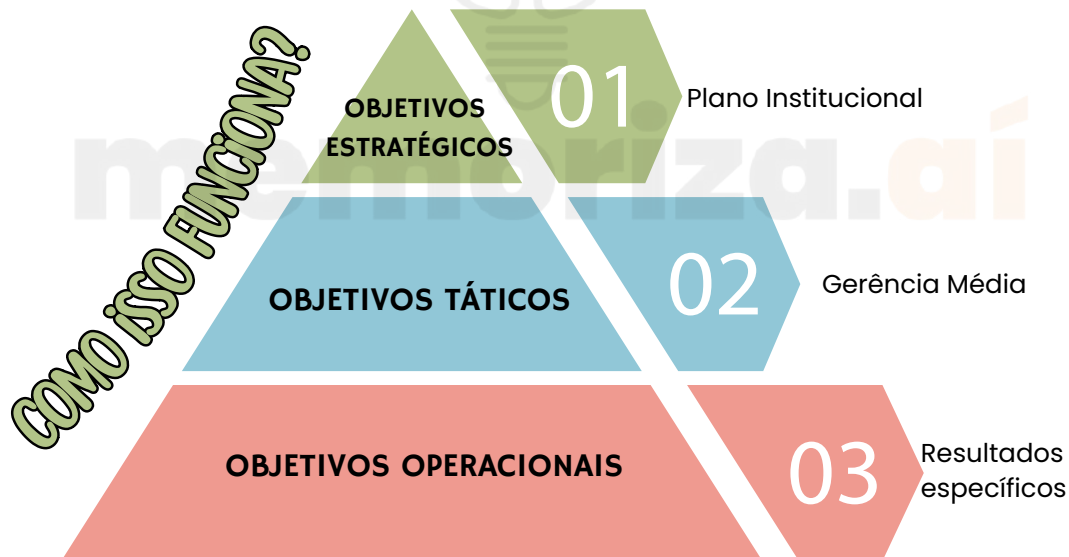 COMO iSSO FUNCiONA?
OBJETIVOS
ESTRATÉGICOS
01
Plano Institucional
OBJETIVOS TÁTICOS
02
Gerência Média
OBJETIVOS OPERACIONAIS
03
Resultados
específicos
memoriza.aí